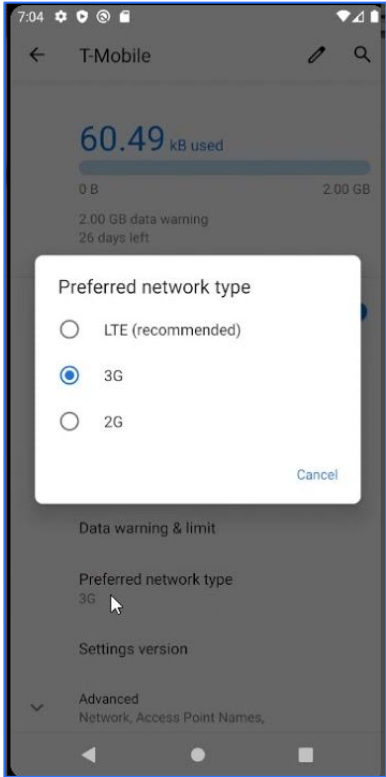 7:04
T-Mobile
60.49 kB used
0 B 2.00 GB
2.00 GB data warning
26 days left
Preferred network type
LTE (recommended)
3G
2G
Cancel
Data warning & limit
Preferred network type
3G
Settings version
Advanced
Network, Access Point Names,